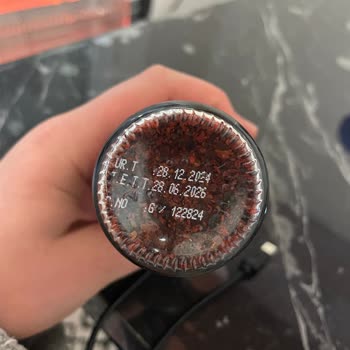 UR.T :28.12.2024
T.E.T.T.28.06.2026
.NO :G / 122824